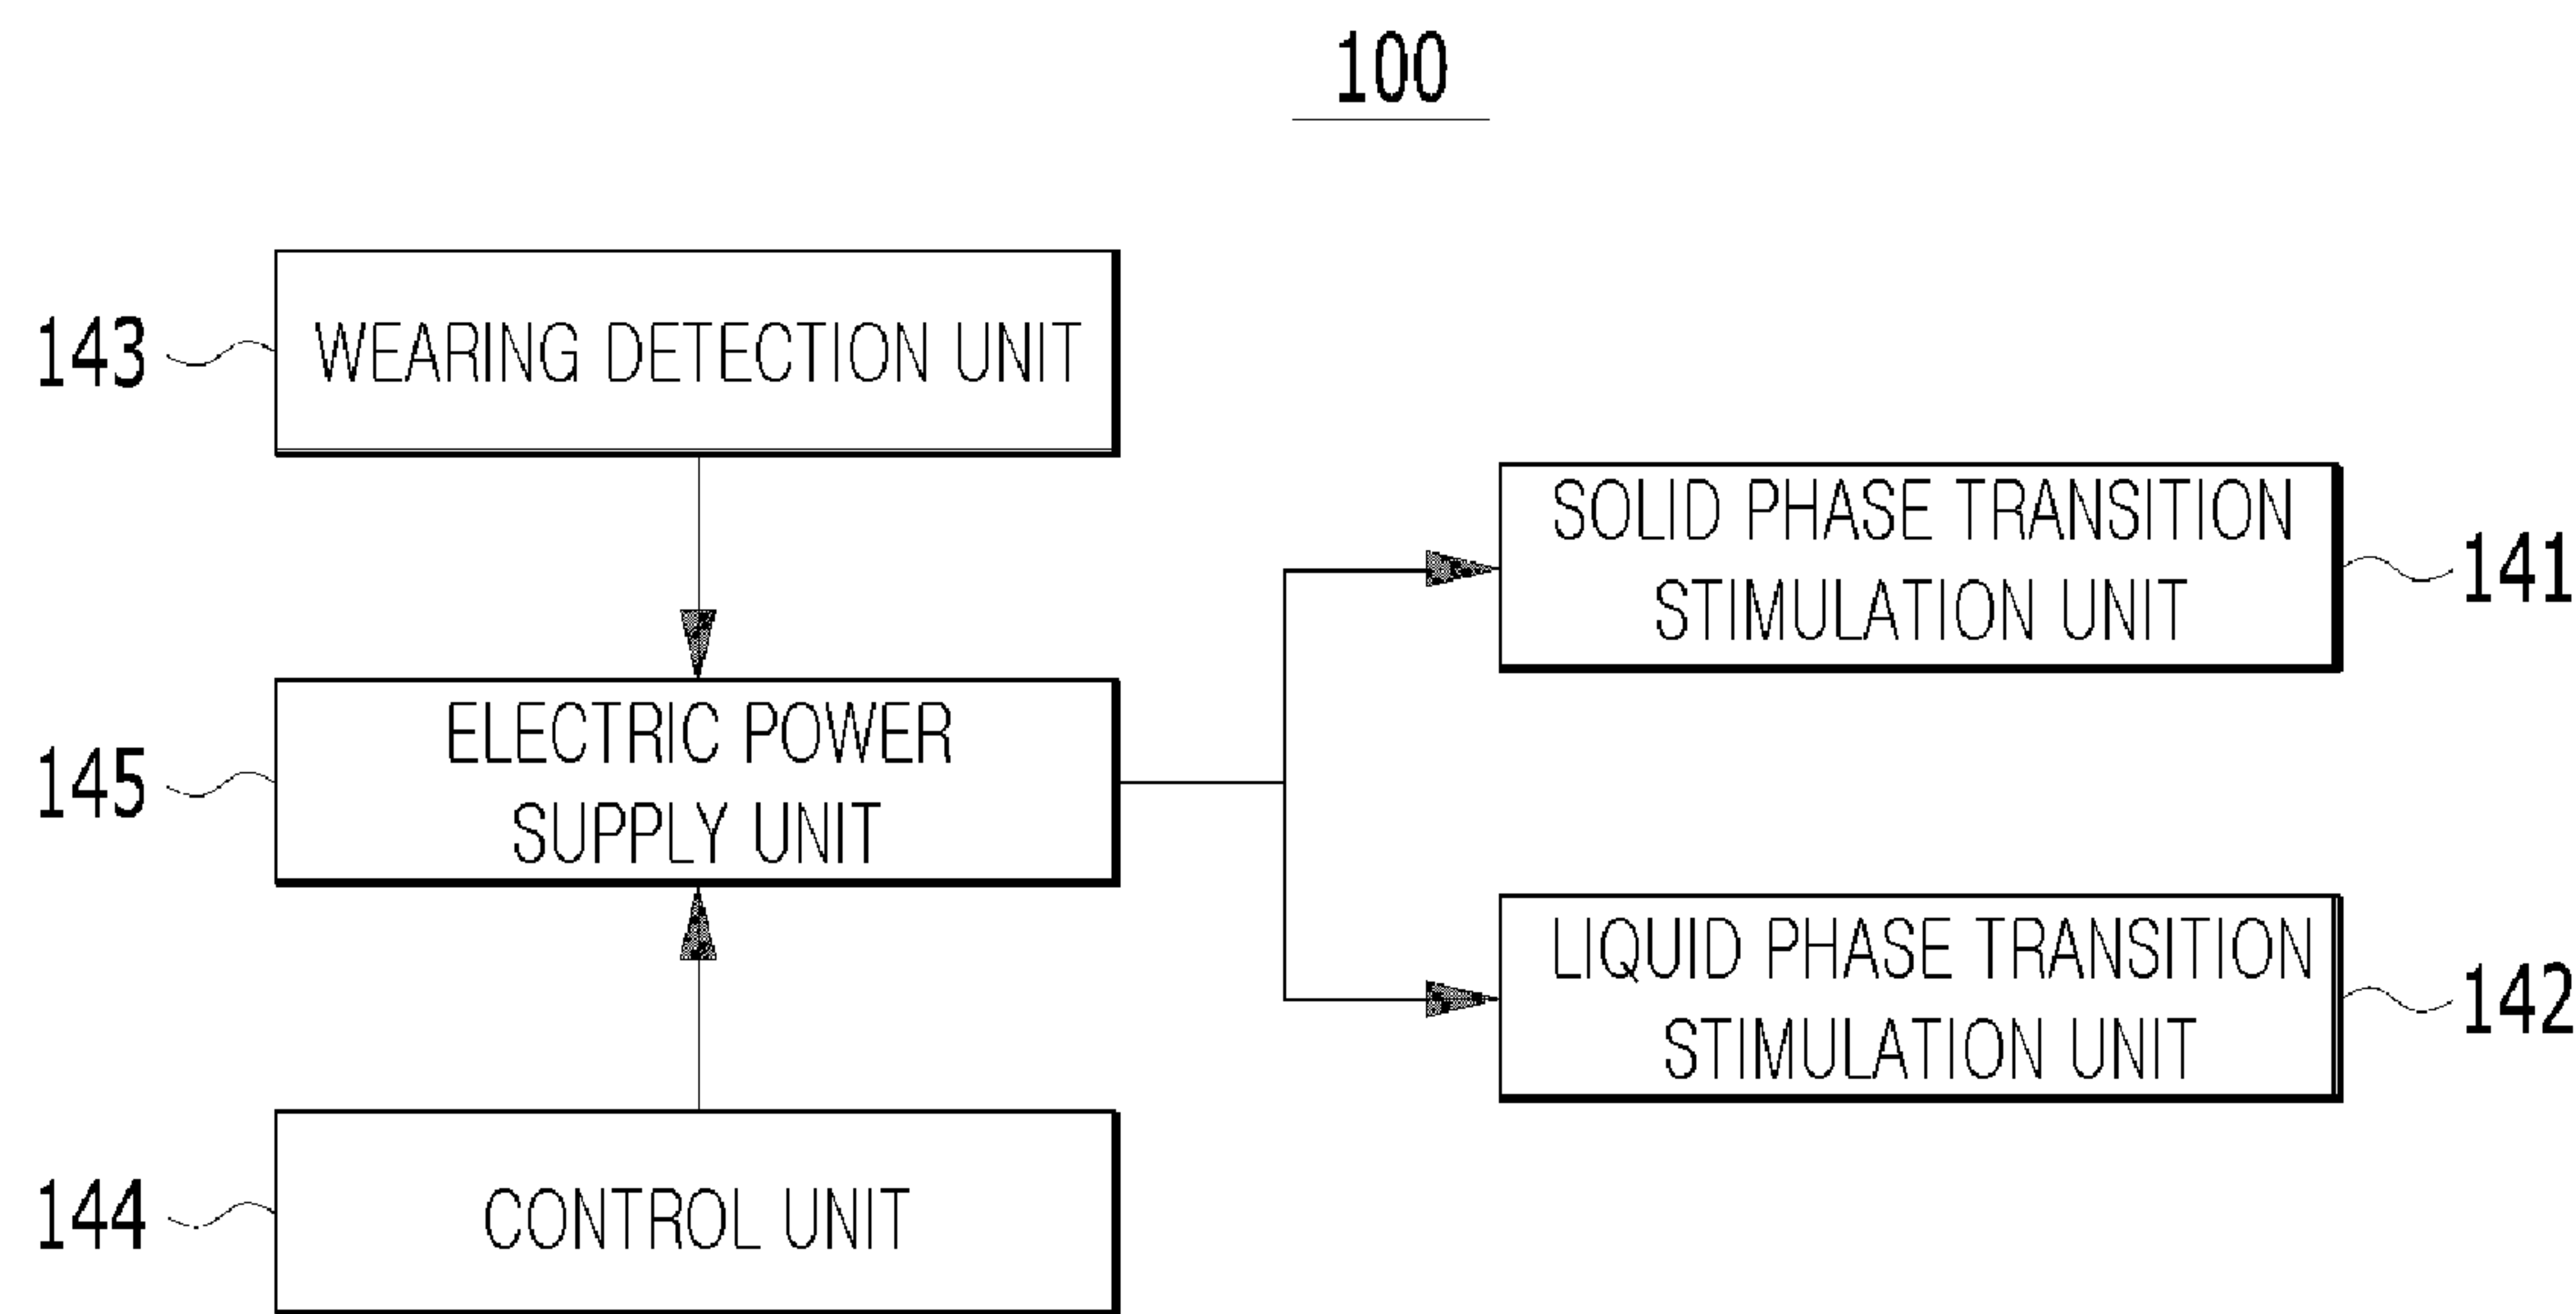 100
143
WEARING DETECTION UNIT
SOLID PHASE TRANSITION
STIMULATION UNIT
141
145
ELECTRIC POWER
SUPPLY UNIT
LIQUID PHASE TRANSITION
STIMULATION UNIT
142
144
CONTROL UNIT